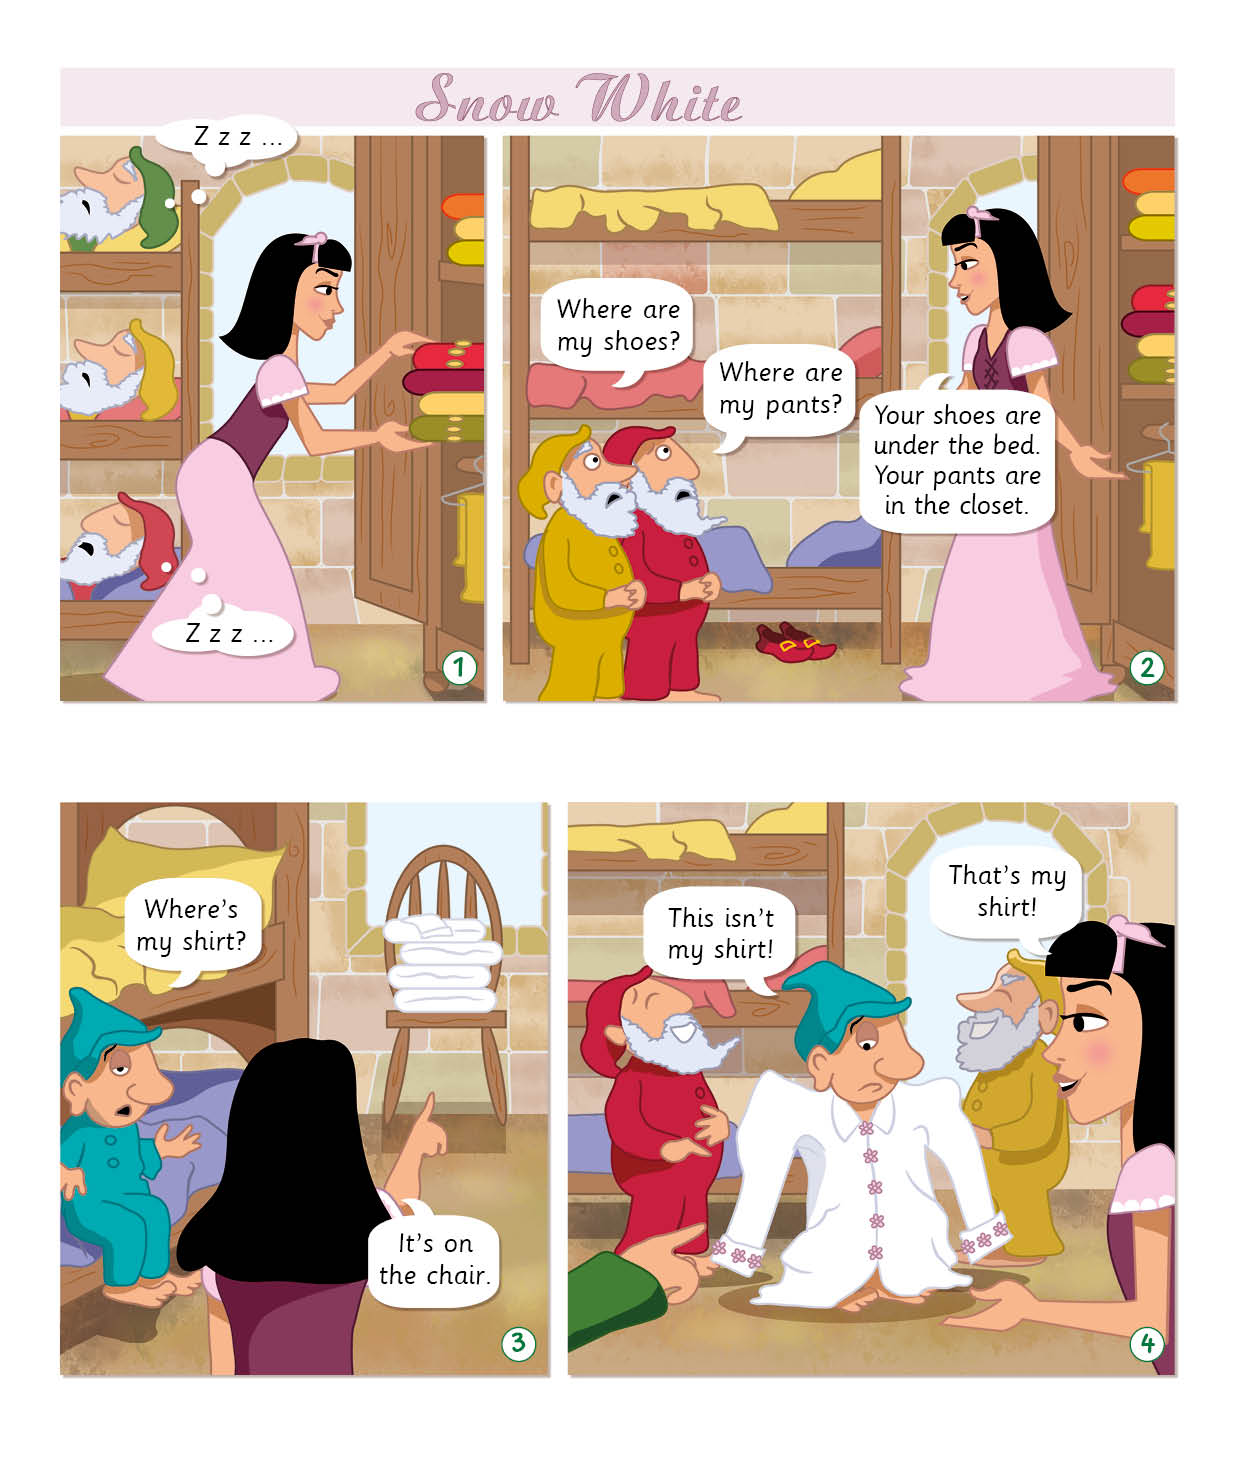 Snow White
Z z z ...
Z z z ...
1
Where are
my shoes?
Where are
my pants?
Your shoes are
under the bed.
Your pants are
in the closet.
2
Where's
my shirt?
It's on
the chair.
3
This isn't
my shirt!
That's my
shirt!
4